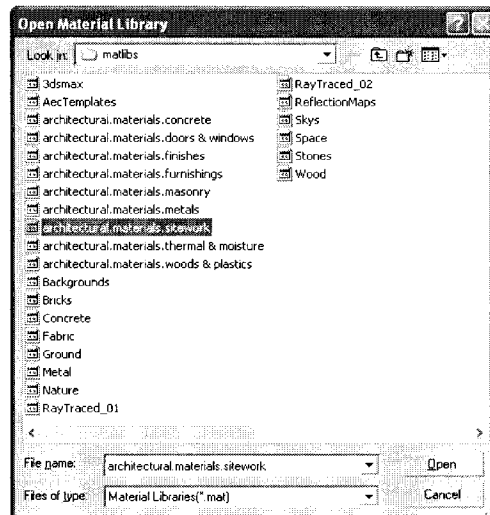 Open Material Library
Look in: matlibs
3dsmax
AecTemplates
architectural.materials.concrete
architectural.materials.doors & windows
architectural.materials.finishes
architectural.materials.furnishings
architectural.materials.masonry
architectural.materials.metals
architectural.materials.sitework
architectural.materials.thermal & moisture
architectural.materials.woods & plastics
Backgrounds
Bricks
Concrete
Fabric
Ground
Metal
Nature
RayTraced_01
RayTraced_02
ReflectionMaps
Skys
Space
Stones
Wood
File name: architectural.materials.sitework Open
Files of type: Material Libraries(*.mat) Cancel